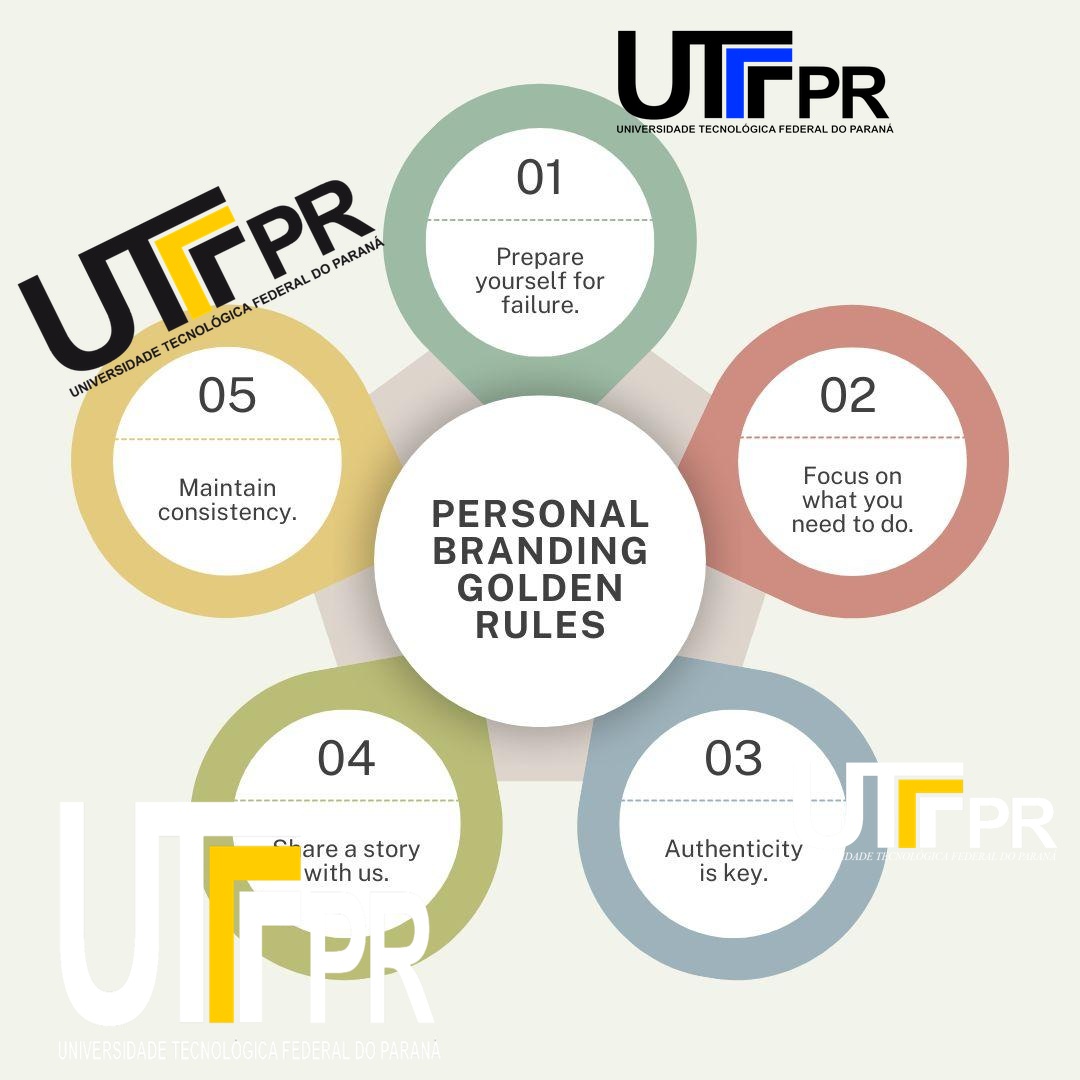 UTFPR
UNIVERSIDADE TECNOLÓGICA FEDERAL DO PARANÁ
UTFPR
UNIVERSIDADE TECNOLÓGICA FEDERAL DO PARANÁ
01
Prepare
yourself for
failure.
05
Maintain
consistency.
02
Focus on
what you
need to do.
PERSONAL
BRANDING
GOLDEN
RULES
04
Share a story
with us.
03
Authenticity
is key.
UTFPR
TECNOLÓGICA FEDERAL DO PARANÁ
UTFPR
UNIVERSIDADE TECNOLÓGICA FEDERAL DO PARANÁ